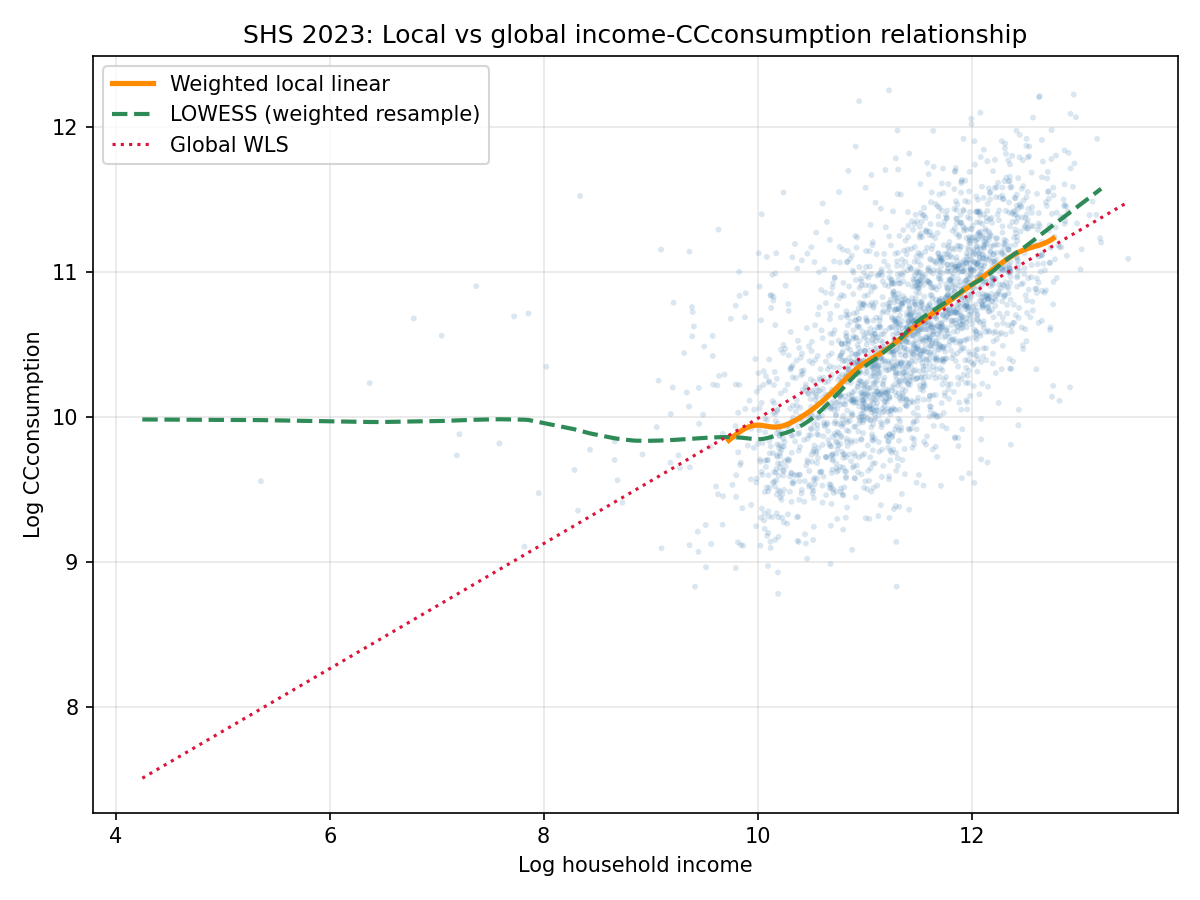 SHS 2023: Local vs global income-CCconsumption relationship
Weighted local linear
LOWESS (weighted resample)
Global WLS
Log CCconsumption
12
11
10
9
8
4
6
8
10
12
Log household income